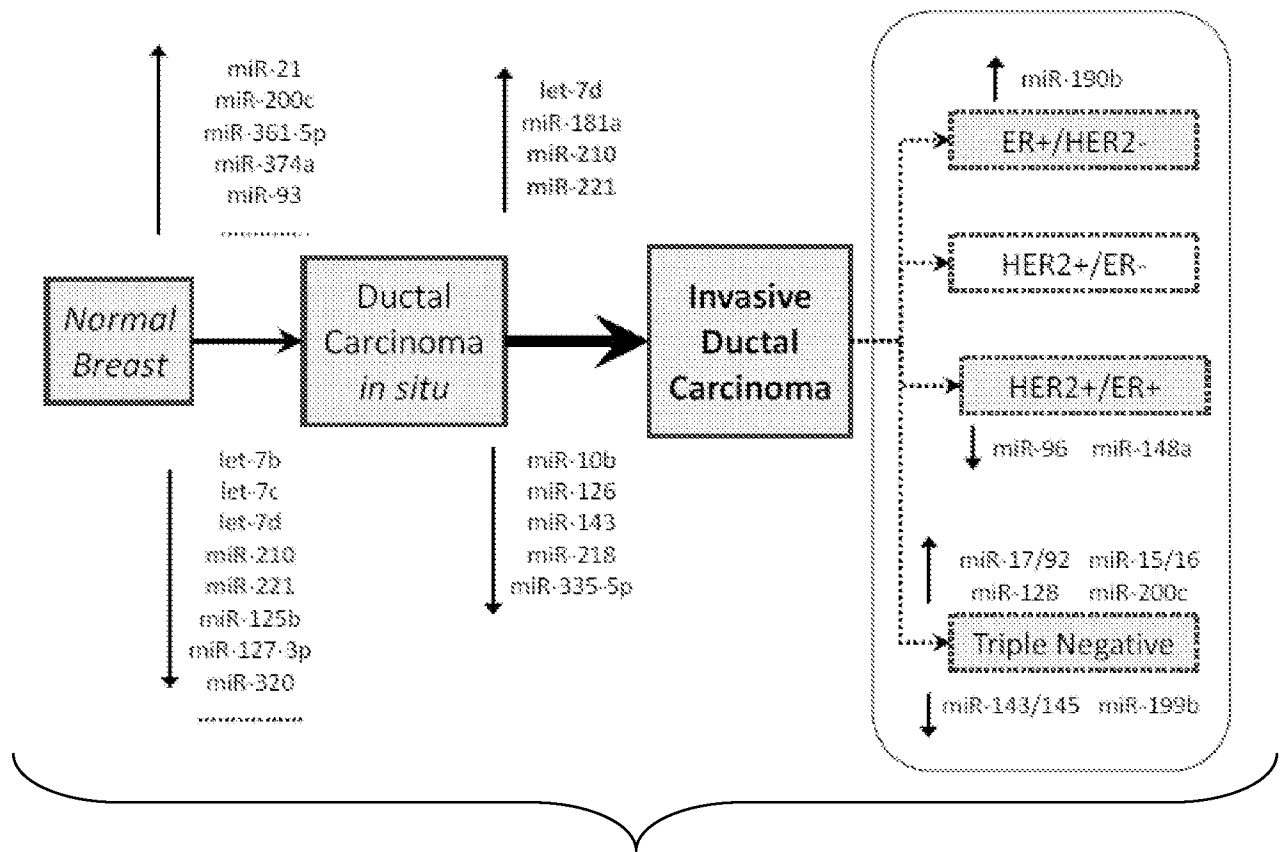 miR-21
miR-200c
miR-361-5p
miR-374a
miR-93
let-7d
miR-181a
miR-210
miR-221
Normal
Breast
Ductal
Carcinoma
in situ
Invasive
Ductal
Carcinoma
let-7b
let-7c
let-7d
miR-210
miR-221
miR-125b
miR-127-3p
miR-320
miR-10b
miR-126
miR-143
miR-218
miR-335-5p
miR-190b
ER+/HER2-
HER2+/ER-
HER2+/ER+
miR-96 miR-148a
miR-17/92 miR-15/16
miR-128 miR-200c
Triple Negative
miR-143/145 miR-199b